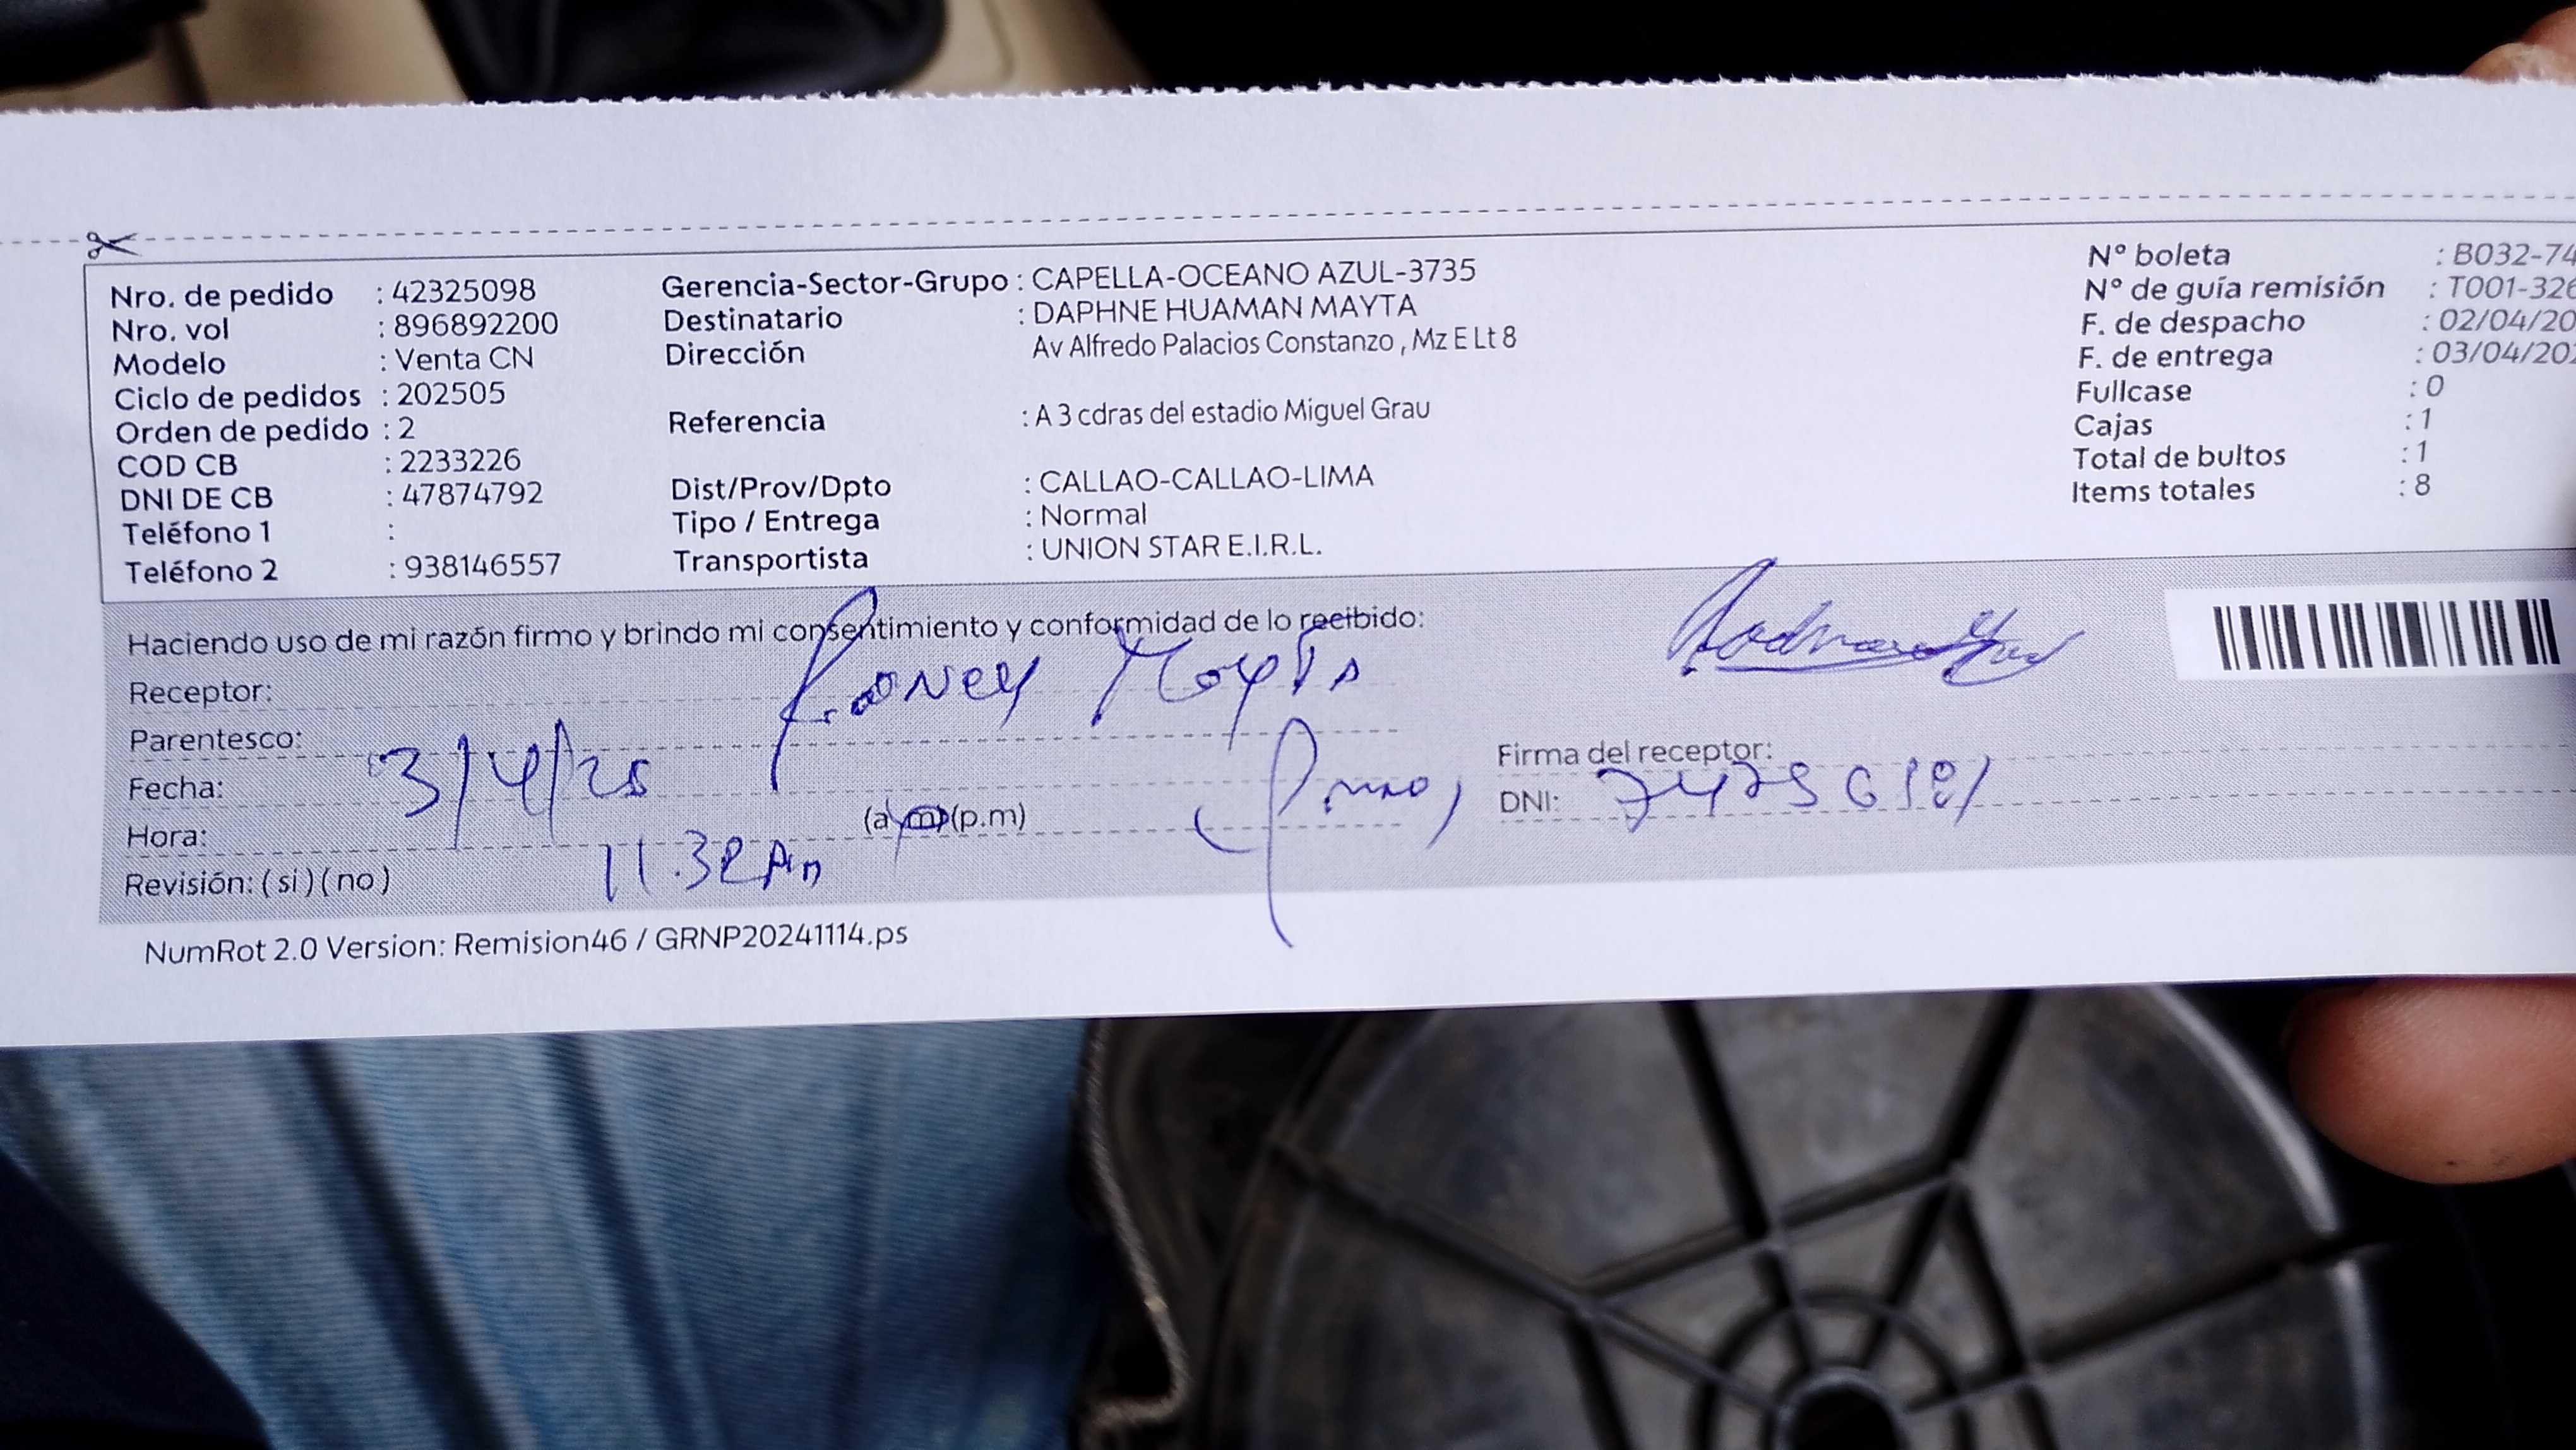 Nro. de pedido : 42325098
Nro. vol : 896892200
Modelo : Venta CN
Ciclo de pedidos : 202505
Orden de pedido : 2
COD CB : 2233226
DNI DE CB : 47874792
Teléfono 1 :
Teléfono 2 : 938146557
Gerencia-Sector-Grupo : CAPELLA-OCEANO AZUL-3735
Destinatario : DAPHNE HUAMAN MAYTA
Dirección Av Alfredo Palacios Constanzo , Mz E Lt 8
Referencia : A 3 cdras del estadio Miguel Grau
Dist/Prov/Dpto : CALLAO-CALLAO-LIMA
Tipo / Entrega : Normal
Transportista : UNION STAR E.I.R.L.
N° boleta : B032-74
N° de guía remisión : T001-326
F. de despacho : 02/04/20
F. de entrega : 03/04/202
Fullcase : 0
Cajas : 1
Total de bultos : 1
Items totales : 8
Haciendo uso de mi razón firmo y brindo mi consentimiento y conformidad de lo recibido:
Receptor: Mayta
Parentesco: (Primo)
Fecha: 3/4/25
Hora: 11.32 Am (a.m) (p.m)
Revisión: ( si ) ( no )
Firma del receptor:
DNI:
NumRot 2.0 Version: Remision46 / GRNP20241114.ps